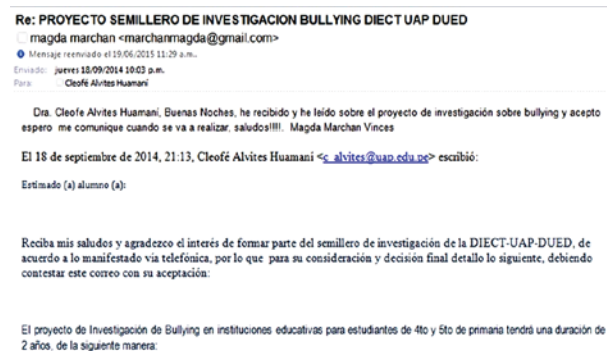 Re: PROYECTO SEMILLERO DE INVESTIGACION BULLYING DIECT UAP DUED
magda marchan <marchanmagda@gmail.com>
Mensaje reenviado el 19/06/2015 11:29 a.m..
Enviado: jueves 18/09/2014 10:03 p.m.
Para: Cleofé Alvites Huamaní
Dra. Cleofe Alvites Huamani, Buenas Noches, he recibido y he leído sobre el proyecto de investigación sobre bullying y acepto
espero me comunique cuando se va a realizar, saludos!!!!. Magda Marchan Vinces
El 18 de septiembre de 2014, 21:13, Cleofé Alvites Huamaní <c_alvites@uap.edu.pe> escribió:
Estimado (a) alumno (a):
Reciba mis saludos y agradezco el interés de formar parte del semillero de investigación de la DIECT-UAP-DUED, de
acuerdo a lo manifestado vía telefónica, por lo que para su consideración y decisión final detallo lo siguiente, debiendo
contestar este correo con su aceptación:
El proyecto de Investigación de Bullying en instituciones educativas para estudiantes de 4to y 5to de primaria tendrá una duración de
2 años, de la siguiente manera: